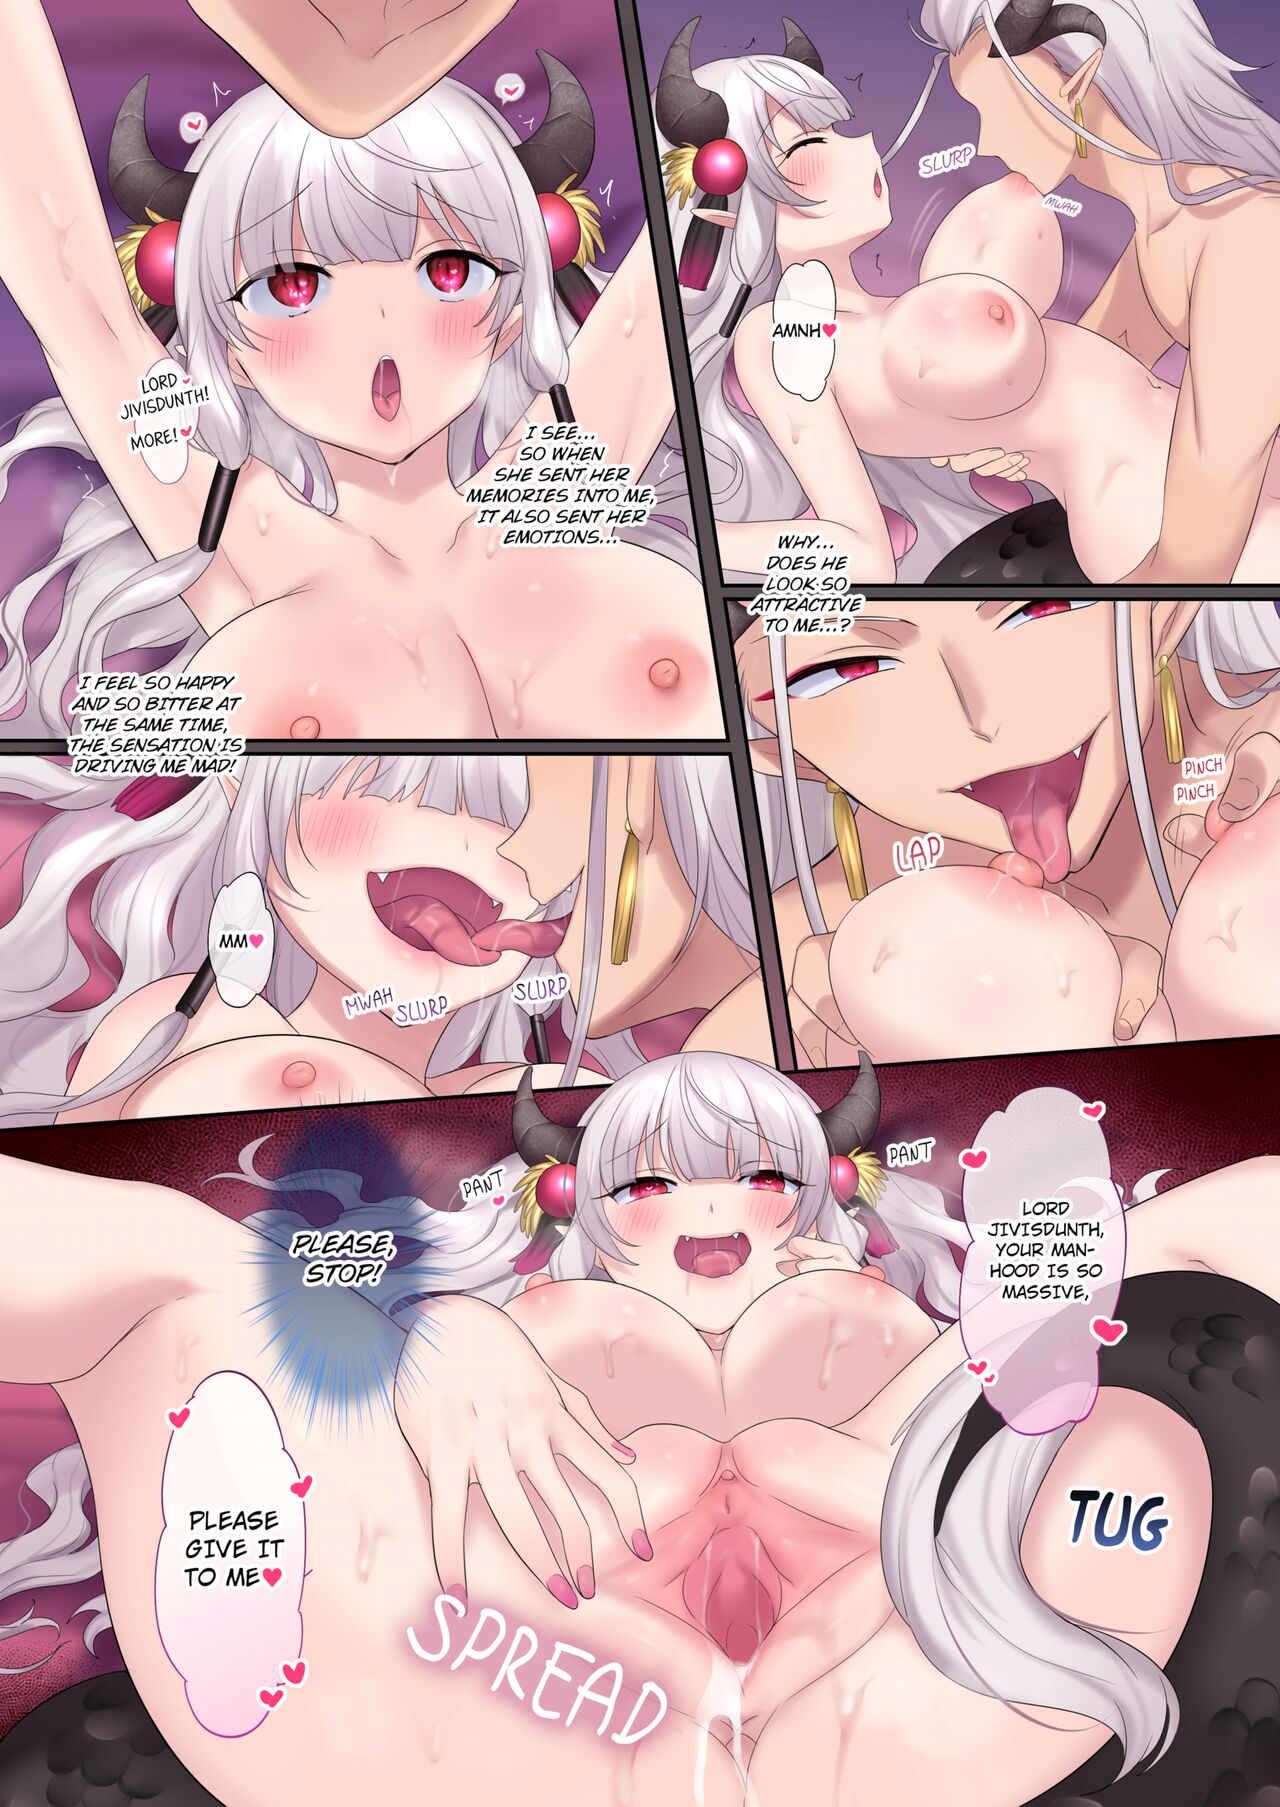 LORD
JIVISDUNTH!
MORE!
I SEE...
SO WHEN
SHE SENT HER
MEMORIES INTO ME,
IT ALSO SENT HER
EMOTIONS...
I FEEL SO HAPPY
AND SO BITTER AT
THE SAME TIME,
THE SENSATION IS
DRIVING ME MAD!
SLURP
MWAH
AMNH♥
WHY...
DOES HE
LOOK SO
ATTRACTIVE
TO ME...?
PINCH
PINCH
LAP
MM♥
MWAH
SLURP
SLURP
PANT
PANT
PLEASE,
STOP!
LORD
JIVISDUNTH,
YOUR MAN-
HOOD IS SO
MASSIVE,
PLEASE
GIVE IT
TO ME♥
TUG
SPREAD